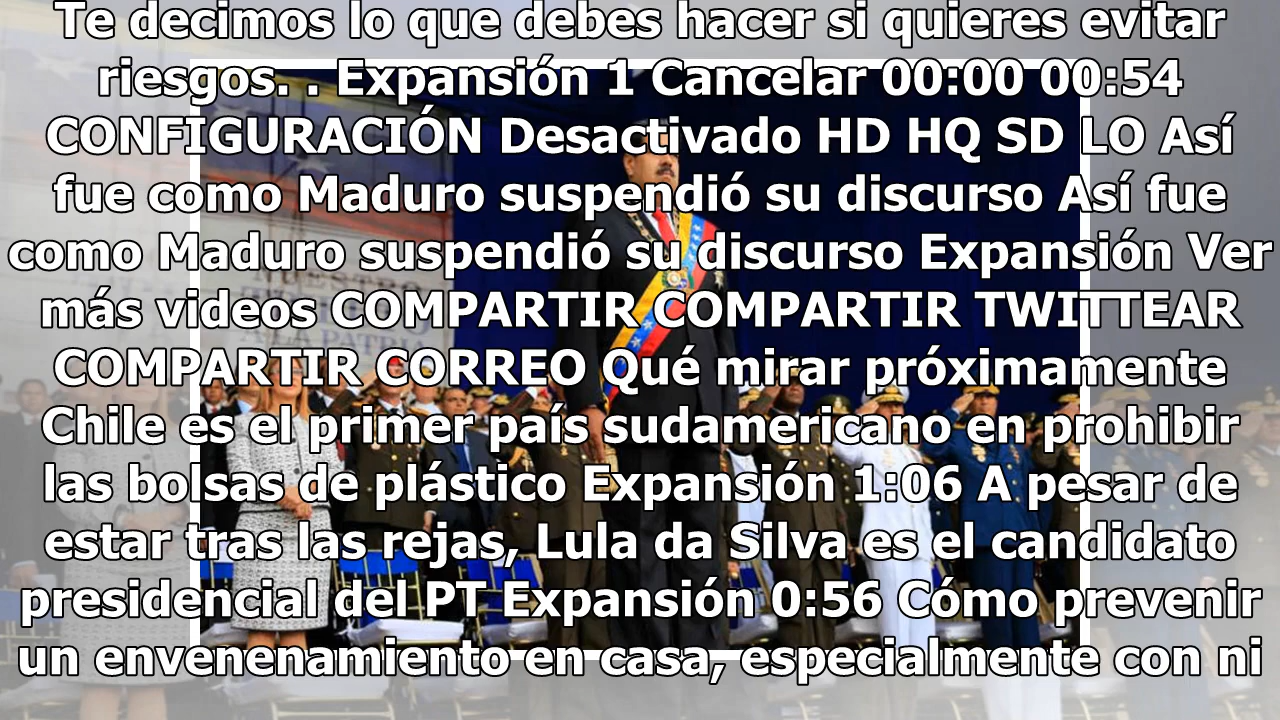 Te decimos lo que debes hacer si quieres evitar
riesgos. . Expansión 1 Cancelar 00:00 00:54
CONFIGURACIÓN Desactivado HD HQ SD LO Así
fue como Maduro suspendió su discurso Así fue
como Maduro suspendió su discurso Expansión Ver
más videos COMPARTIR COMPARTIR TWITTEAR
COMPARTIR CORREO Qué mirar próximamente
Chile es el primer país sudamericano en prohibir
las bolsas de plástico Expansión 1:06 A pesar de
estar tras las rejas, Lula da Silva es el candidato
presidencial del PT Expansión 0:56 Cómo prevenir
un envenenamiento en casa, especialmente con ni